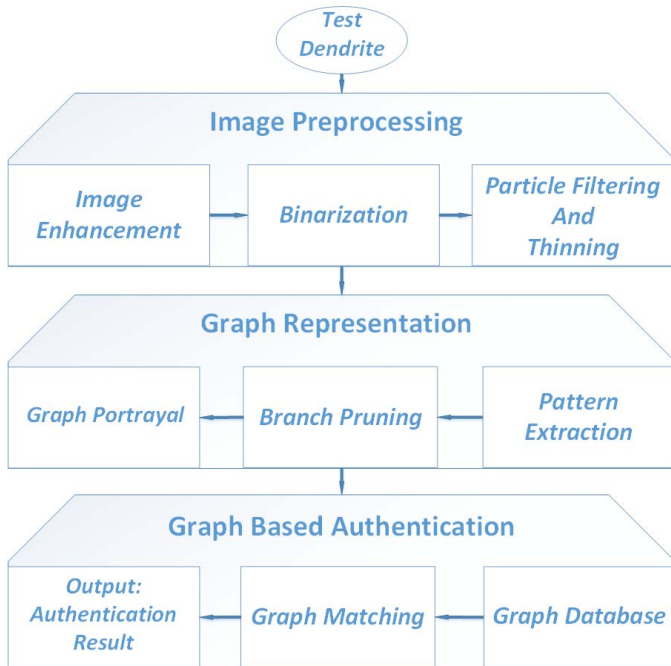 Test
Dendrite
Image Preprocessing
Image
Enhancement
Binarization
Particle Filtering
And
Thinning
Graph Representation
Graph Portrayal
Branch Pruning
Pattern
Extraction
Graph Based Authentication
Output:
Authentication
Result
Graph Matching
Graph Database